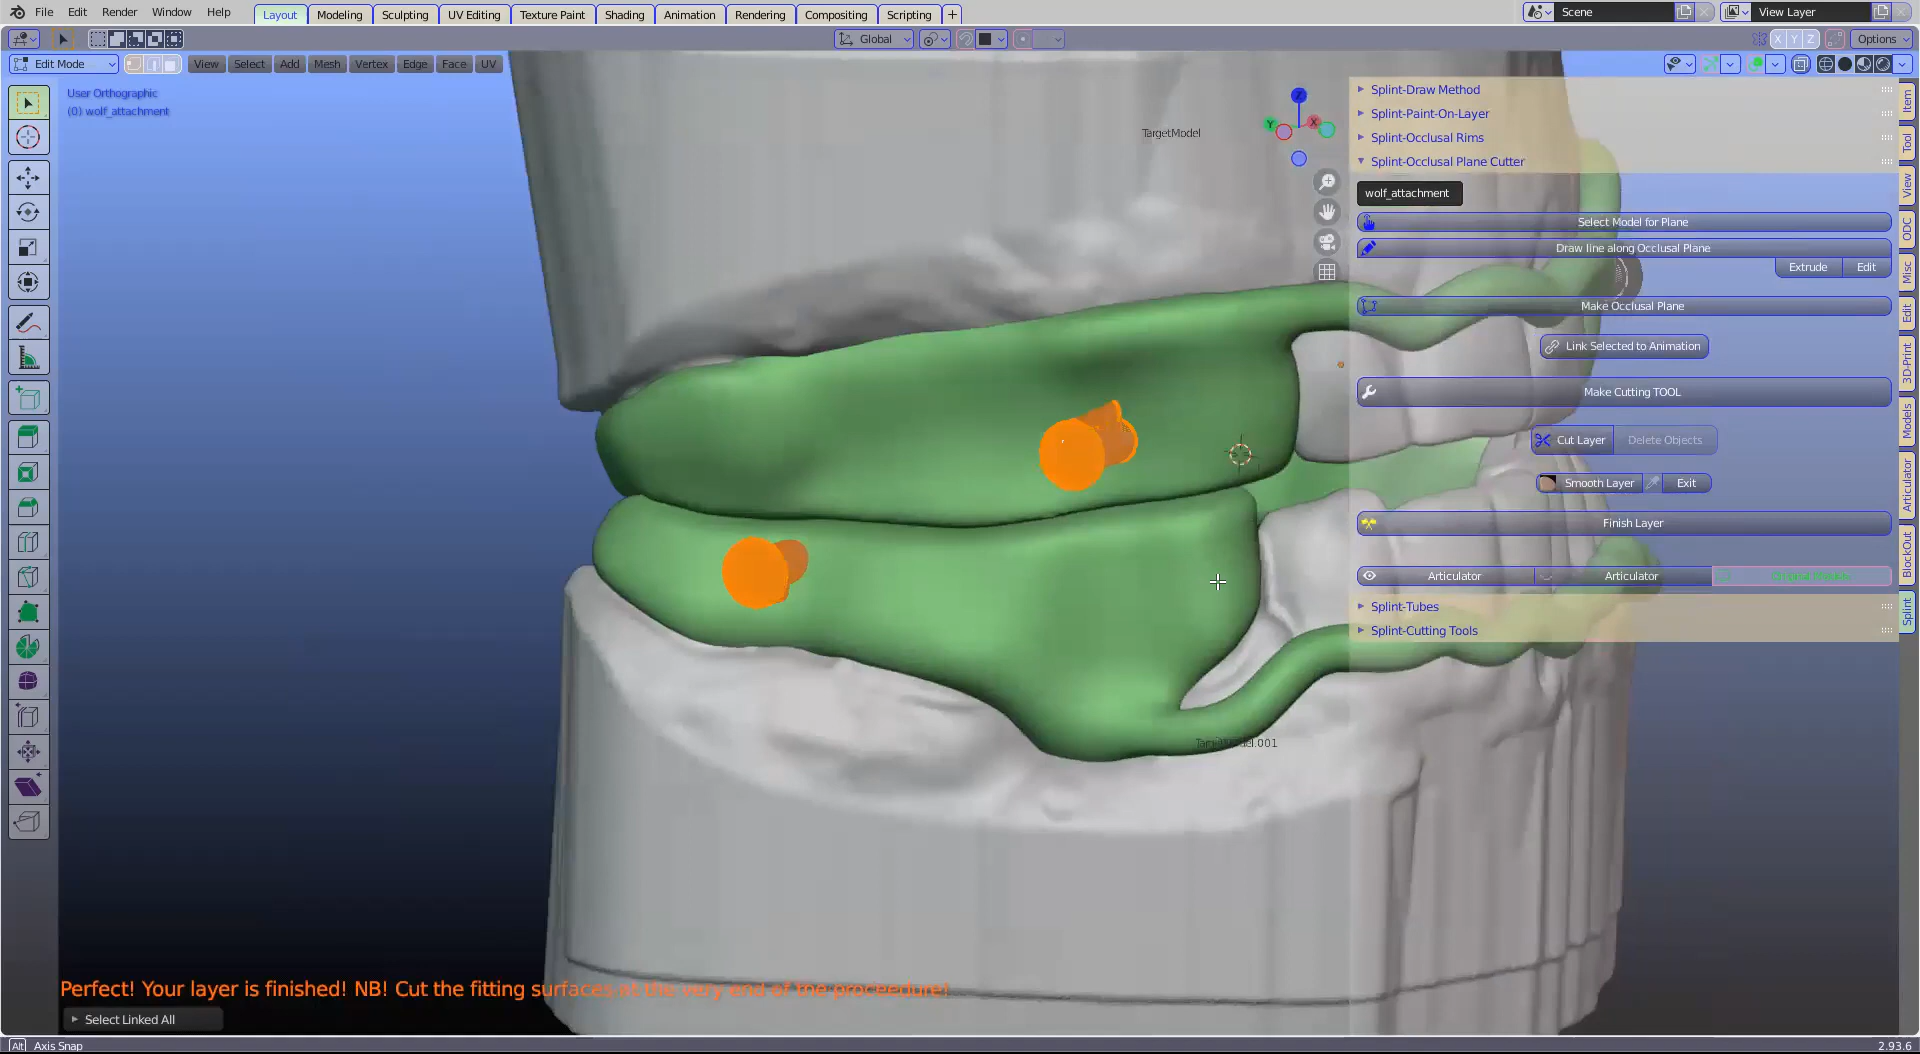 File Edit Render Window Help
Layout Modeling Sculpting UV Editing Texture Paint Shading Animation Rendering Compositing Scripting +
Scene
View Layer
Global
X Y Z
Options
Edit Mode
View Select Add Mesh Vertex Edge Face UV
User Orthographic
(0) wolf_attachment
TargetModel
Z
Y
X
Splint-Draw Method
Splint-Paint-On-Layer
Splint-Occlusal Rims
Splint-Occlusal Plane Cutter
wolf_attachment
Select Model for Plane
Draw line along Occlusal Plane
Extrude Edit
Make Occlusal Plane
Link Selected to Animation
Make Cutting TOOL
Cut Layer Delete Objects
Smooth Layer Exit
Finish Layer
Articulator Articulator
Splint-Tubes
Splint-Cutting Tools
Item
Tool
View
ODC
Misc
Edit
3D-Print
Models
Articulator
BlockOut
Splint
Perfect! Your layer is finished! NB! Cut the fitting surfaces at the very end of the proceedure!
Select Linked All
Alt Axis Snap
2.93.6